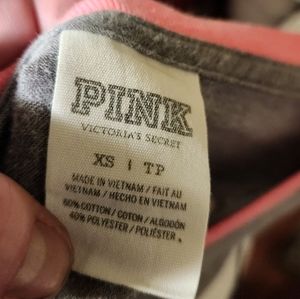 PINK
VICTORIA'S SECRET
XS | TP
MADE IN VIETNAM / FAIT AU
VIETNAM / HECHO EN VIETNAM
60% COTTON / COTON / ALGODÓN
40% POLYESTER / POLIÉSTER